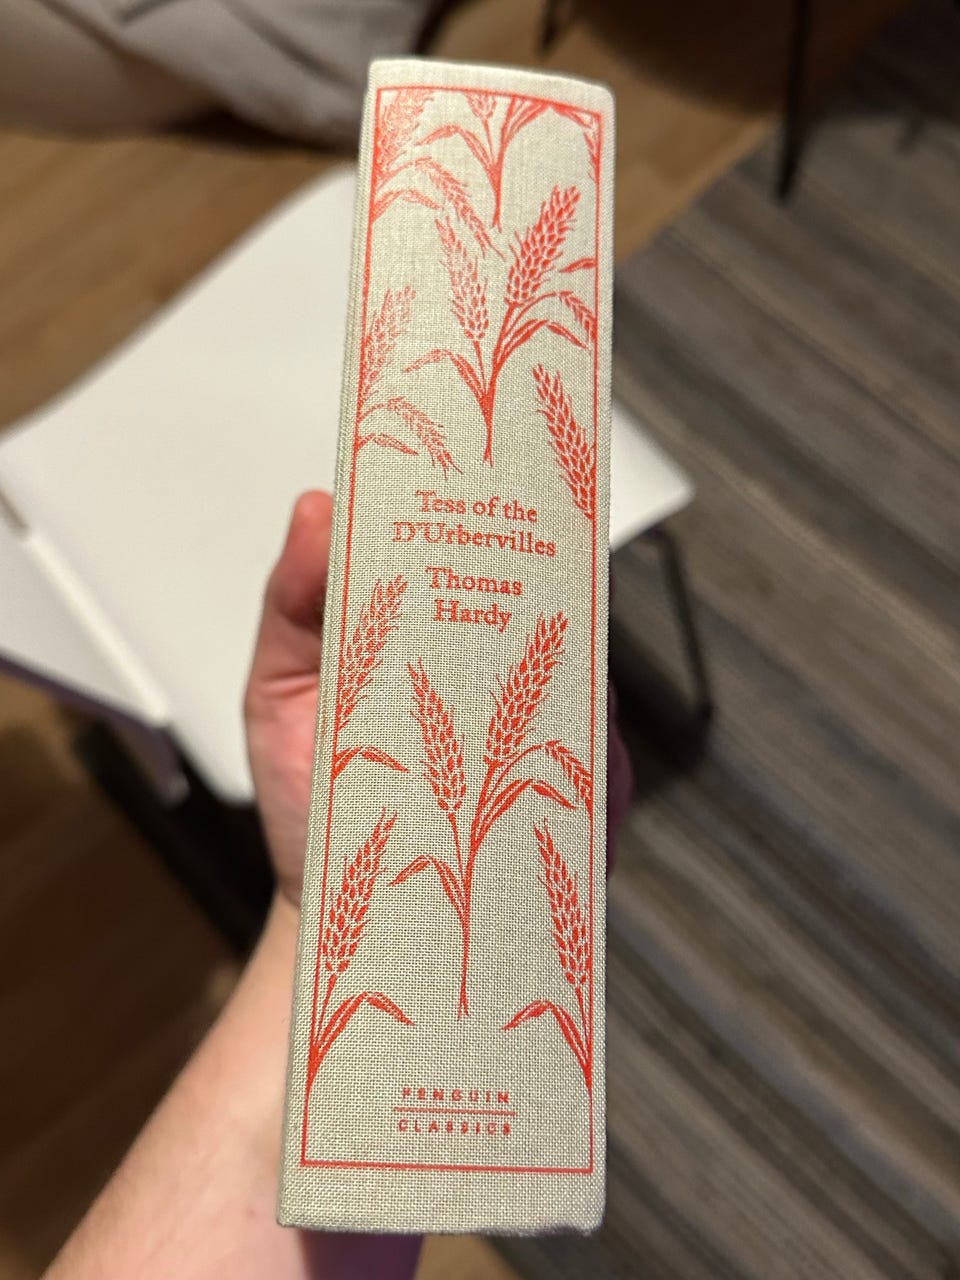 Tess of the
D'Urbervilles
Thomas
Hardy
PENGUIN
CLASSICS